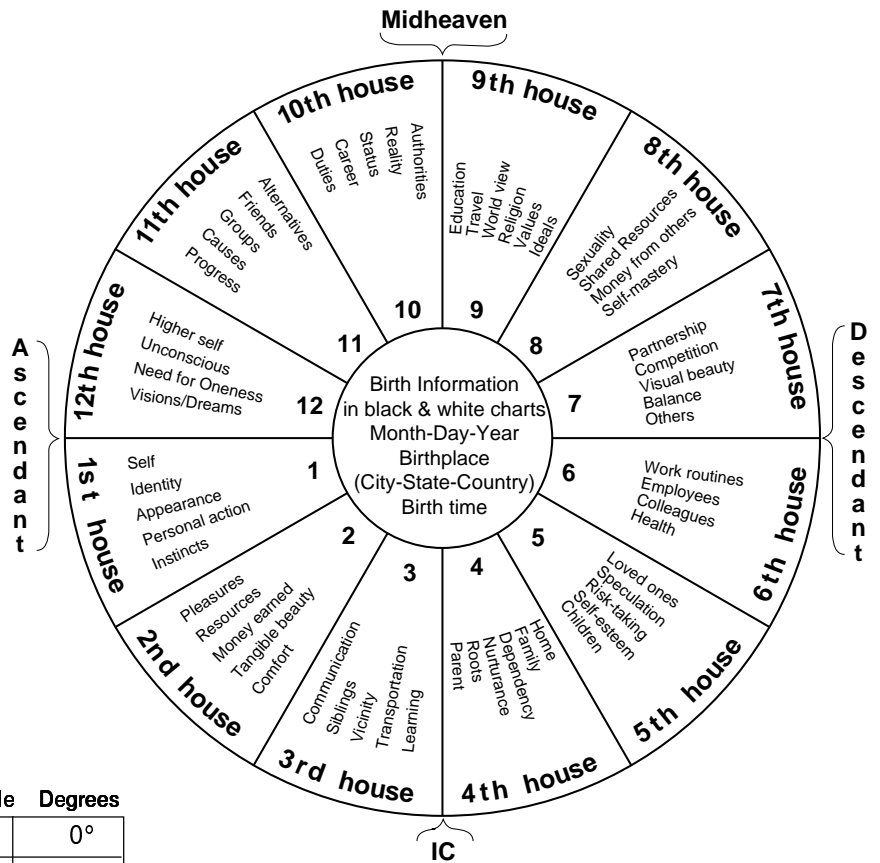 Midheaven
10th house
Authorities
Reality
Status
Career
Duties
10
9th house
Education
Travel
World view
Religion
Values
Ideals
9
8th house
Sexuality
Shared Resources
Money from others
Self-mastery
8
7th house
Partnership
Competition
Visual beauty
Balance
Others
7
Descendant
6th house
Work routines
Employees
Colleagues
Health
6
5th house
Loved ones
Speculation
Risk-taking
Self-esteem
Children
5
4th house
Home
Family
Dependency
Nurturance
Roots
Parent
4
IC
3rd house
Communication
Siblings
Vicinity
Transportation
Learning
3
2nd house
Pleasures
Resources
Money earned
Tangible beauty
Comfort
2
1st house
Self
Identity
Appearance
Personal action
Instincts
1
Ascendant
12th house
Higher self
Unconscious
Need for Oneness
Visions/Dreams
12
11th house
Alternatives
Friends
Groups
Causes
Progress
11
Birth Information
in black & white charts
Month-Day-Year
Birthplace
(City-State-Country)
Birth time
Degrees
0°